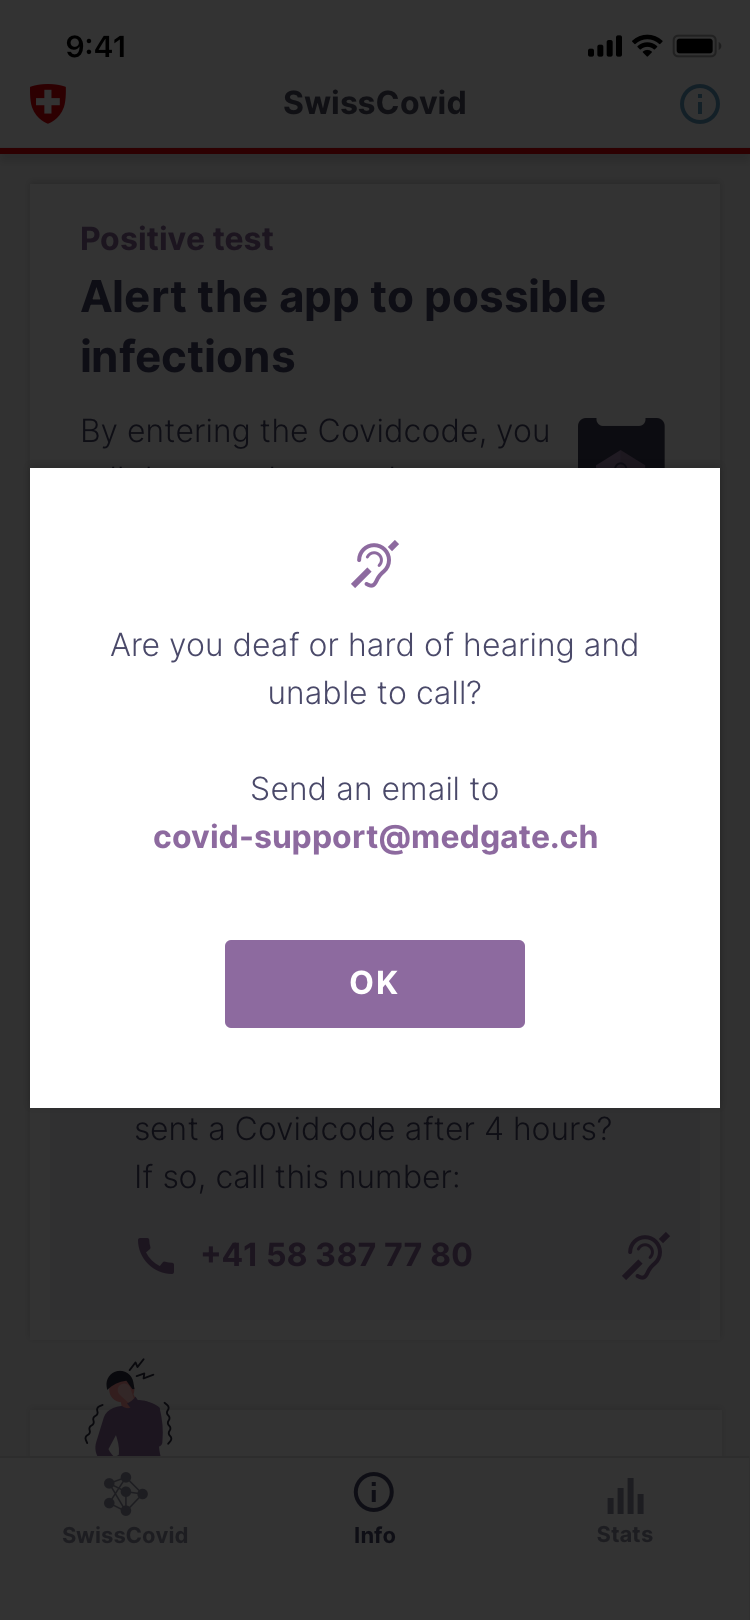 9:41
SwissCovid
Positive test
Alert the app to possible
infections
By entering the Covidcode, you
Are you deaf or hard of hearing and
unable to call?
Send an email to
covid-support@medgate.ch
OK
sent a Covidcode after 4 hours?
If so, call this number:
+41 58 387 77 80
SwissCovid
Info
Stats